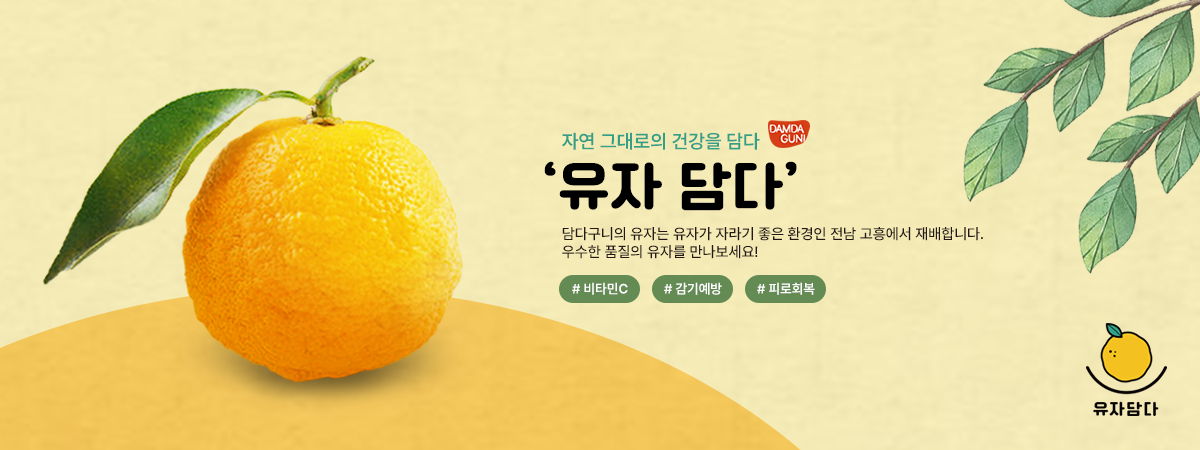 자연 그대로의 건강을 담다
DAMDA
GUNI
‘유자 담다’
담다구니의 유자는 유자가 자라기 좋은 환경인 전남 고흥에서 재배합니다.
우수한 품질의 유자를 만나보세요!
# 비타민C
# 감기예방
# 피로회복
유자담다